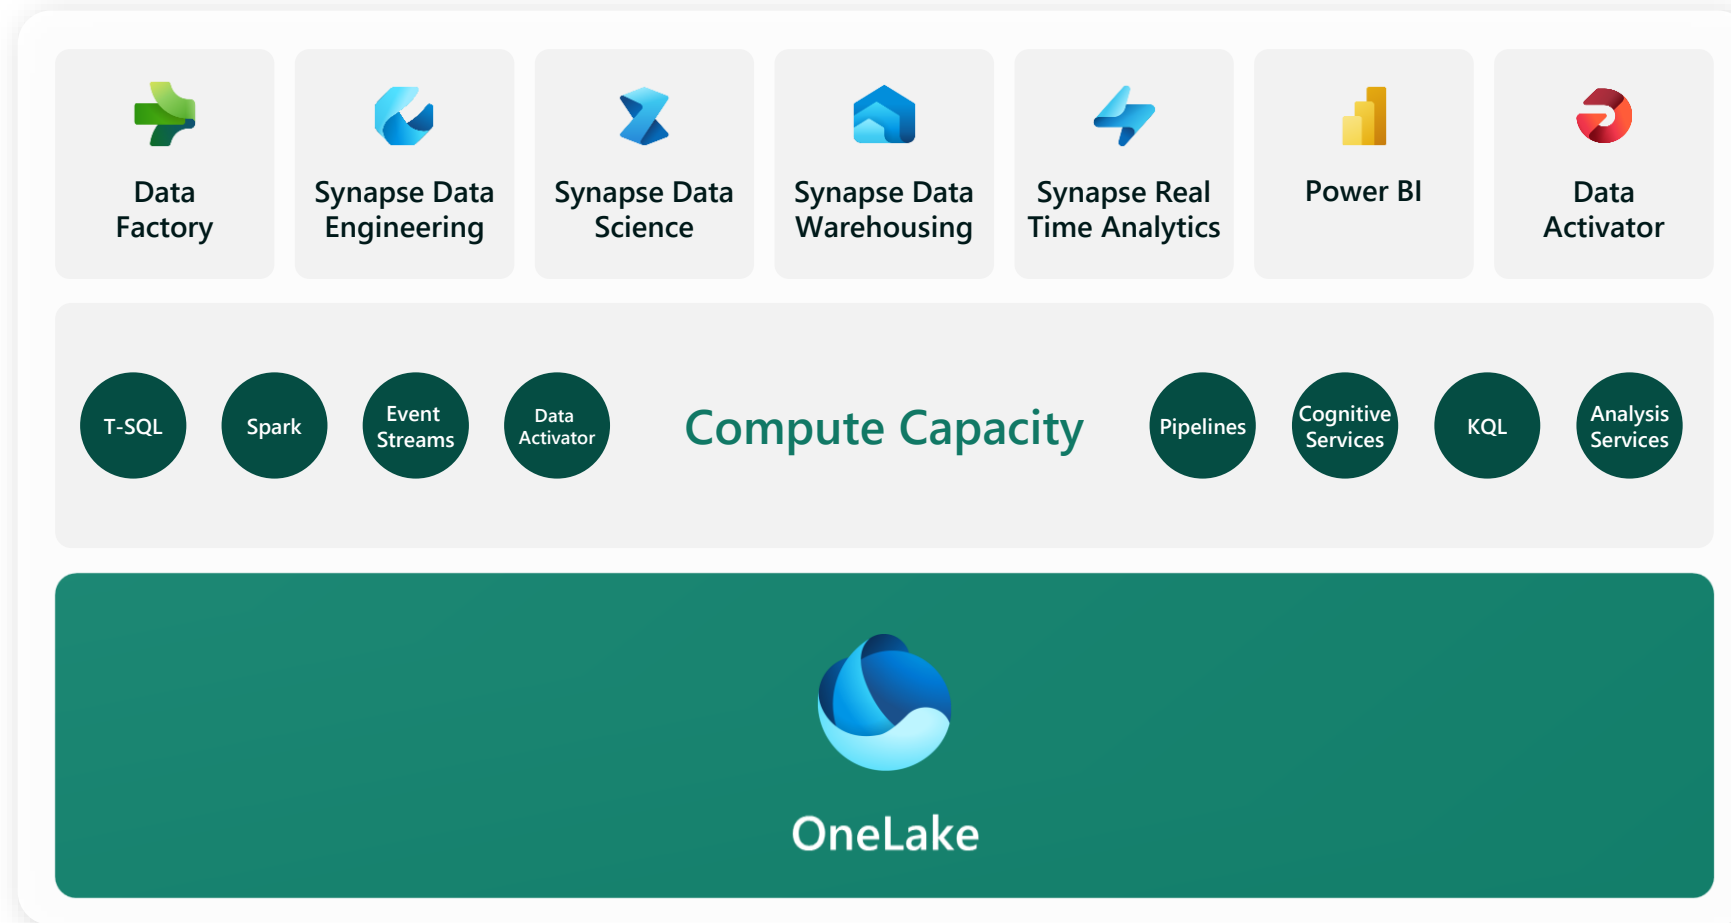 Data
Factory
Synapse Data
Engineering
Synapse Data
Science
Synapse Data
Warehousing
Synapse Real
Time Analytics
Power BI
Data
Activator
T-SQL
Spark
Event
Streams
Data
Activator
Compute Capacity
Pipelines
Cognitive
Services
KQL
Analysis
Services
OneLake